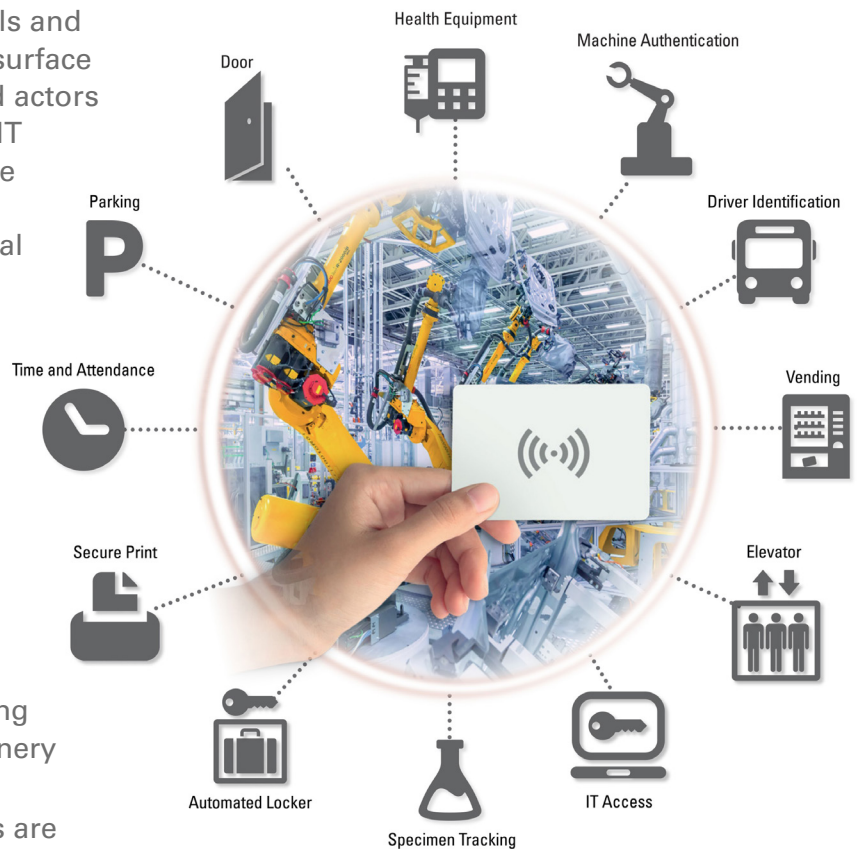 ls and
surface
d actors
IT
e
al
ng
nery
s are
Health Equipment
Machine Authentication
Door
Parking
Driver Identification
Time and Attendance
Vending
Secure Print
Elevator
Automated Locker
IT Access
Specimen Tracking
P